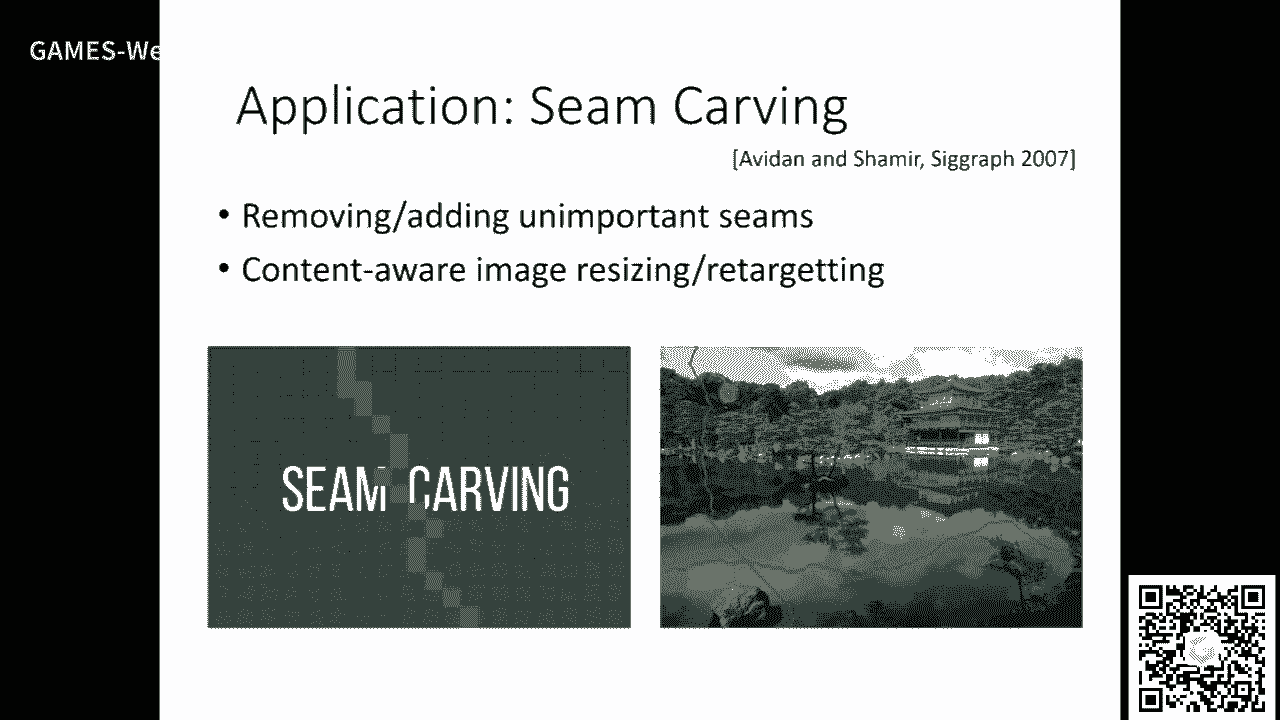 GAMES-We
Application: Seam Carving
[Avidan and Shamir, Siggraph 2007]
• Removing/adding unimportant seams
• Content-aware image resizing/retargetting
SEAM CARVING